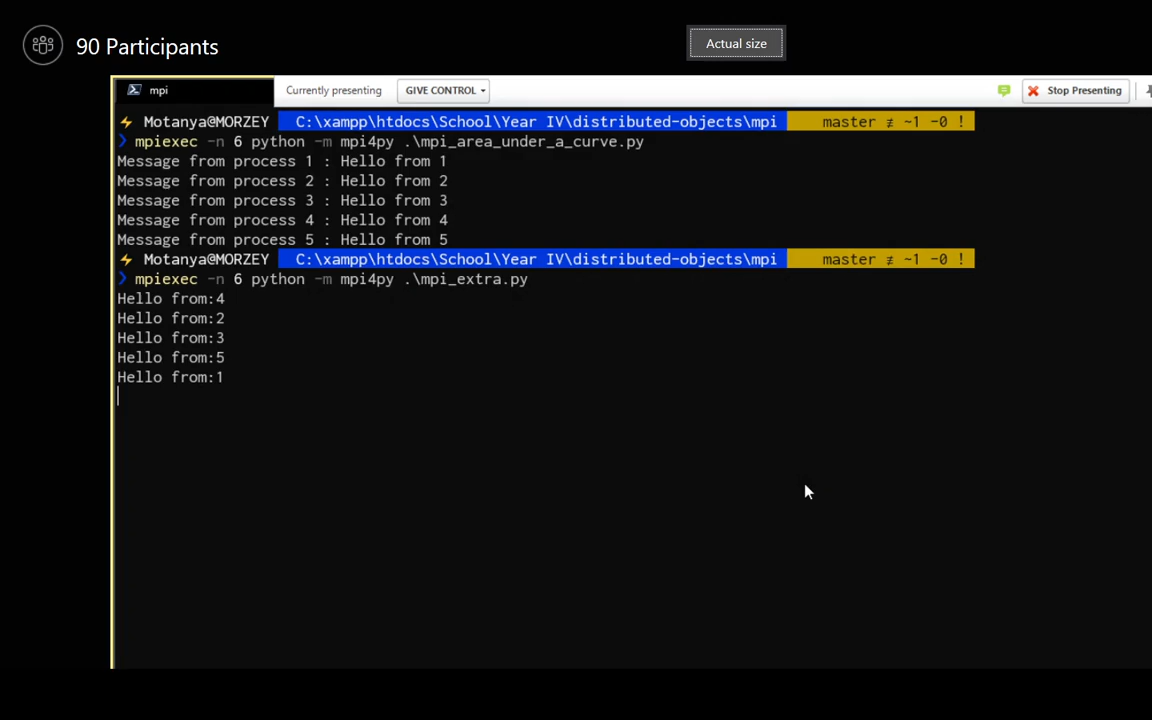 90 Participants
Actual size
mpi
Currently presenting
GIVE CONTROL
Stop Presenting
⚡ Motanya@MORZEY C:\xampp\htdocs\School\Year IV\distributed-objects\mpi master ≢ ~1 -0 !
❯ mpiexec -n 6 python -m mpi4py .\mpi_area_under_a_curve.py
Message from process 1 : Hello from 1
Message from process 2 : Hello from 2
Message from process 3 : Hello from 3
Message from process 4 : Hello from 4
Message from process 5 : Hello from 5
⚡ Motanya@MORZEY C:\xampp\htdocs\School\Year IV\distributed-objects\mpi master ≢ ~1 -0 !
❯ mpiexec -n 6 python -m mpi4py .\mpi_extra.py
Hello from:4
Hello from:2
Hello from:3
Hello from:5
Hello from:1